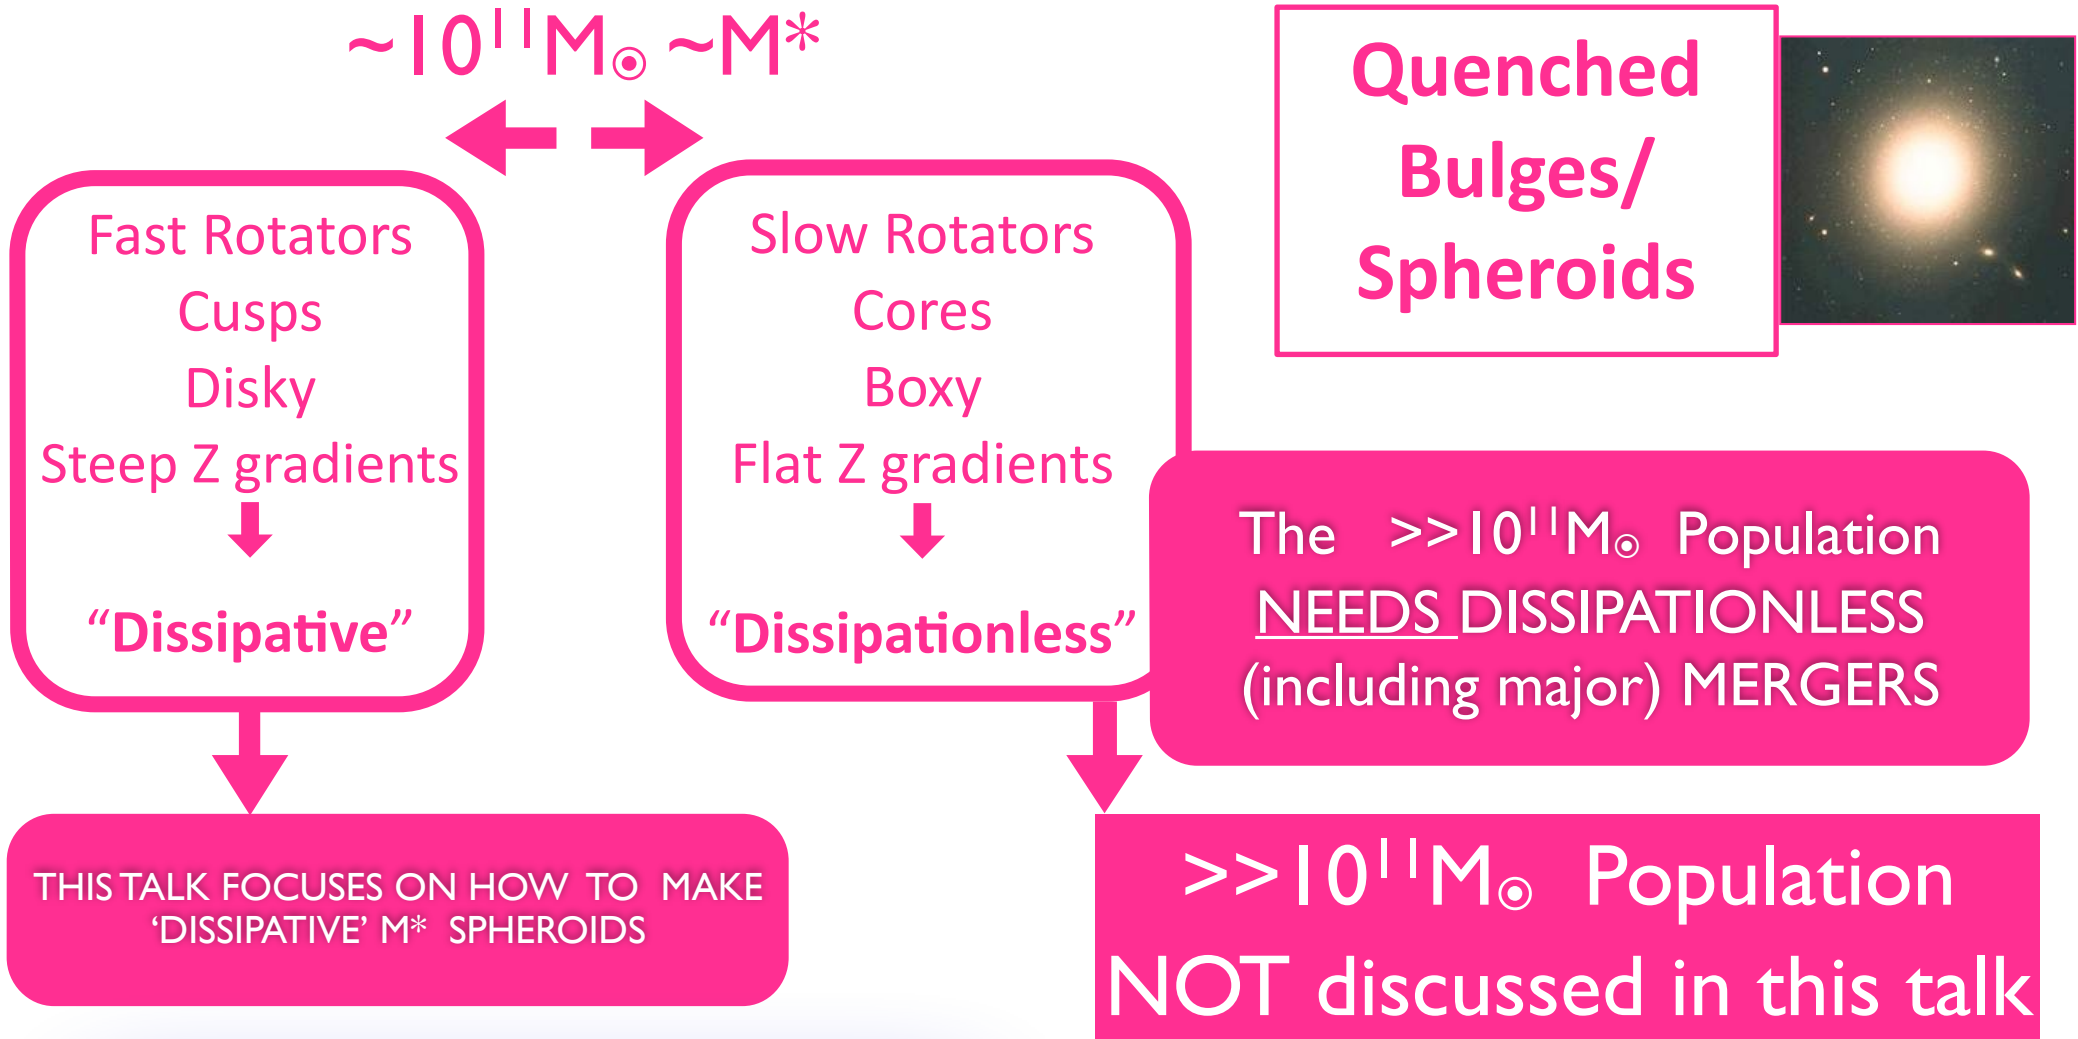 ~10¹¹M☉ ~M*
Quenched
Bulges/
Spheroids
Fast Rotators
Cusps
Disky
Steep Z gradients
“Dissipative”
Slow Rotators
Cores
Boxy
Flat Z gradients
“Dissipationless”
The >>10¹¹M☉ Population
NEEDS DISSIPATIONLESS
(including major) MERGERS
THIS TALK FOCUSES ON HOW TO MAKE
‘DISSIPATIVE’ M* SPHEROIDS
>>10¹¹M☉ Population
NOT discussed in this talk